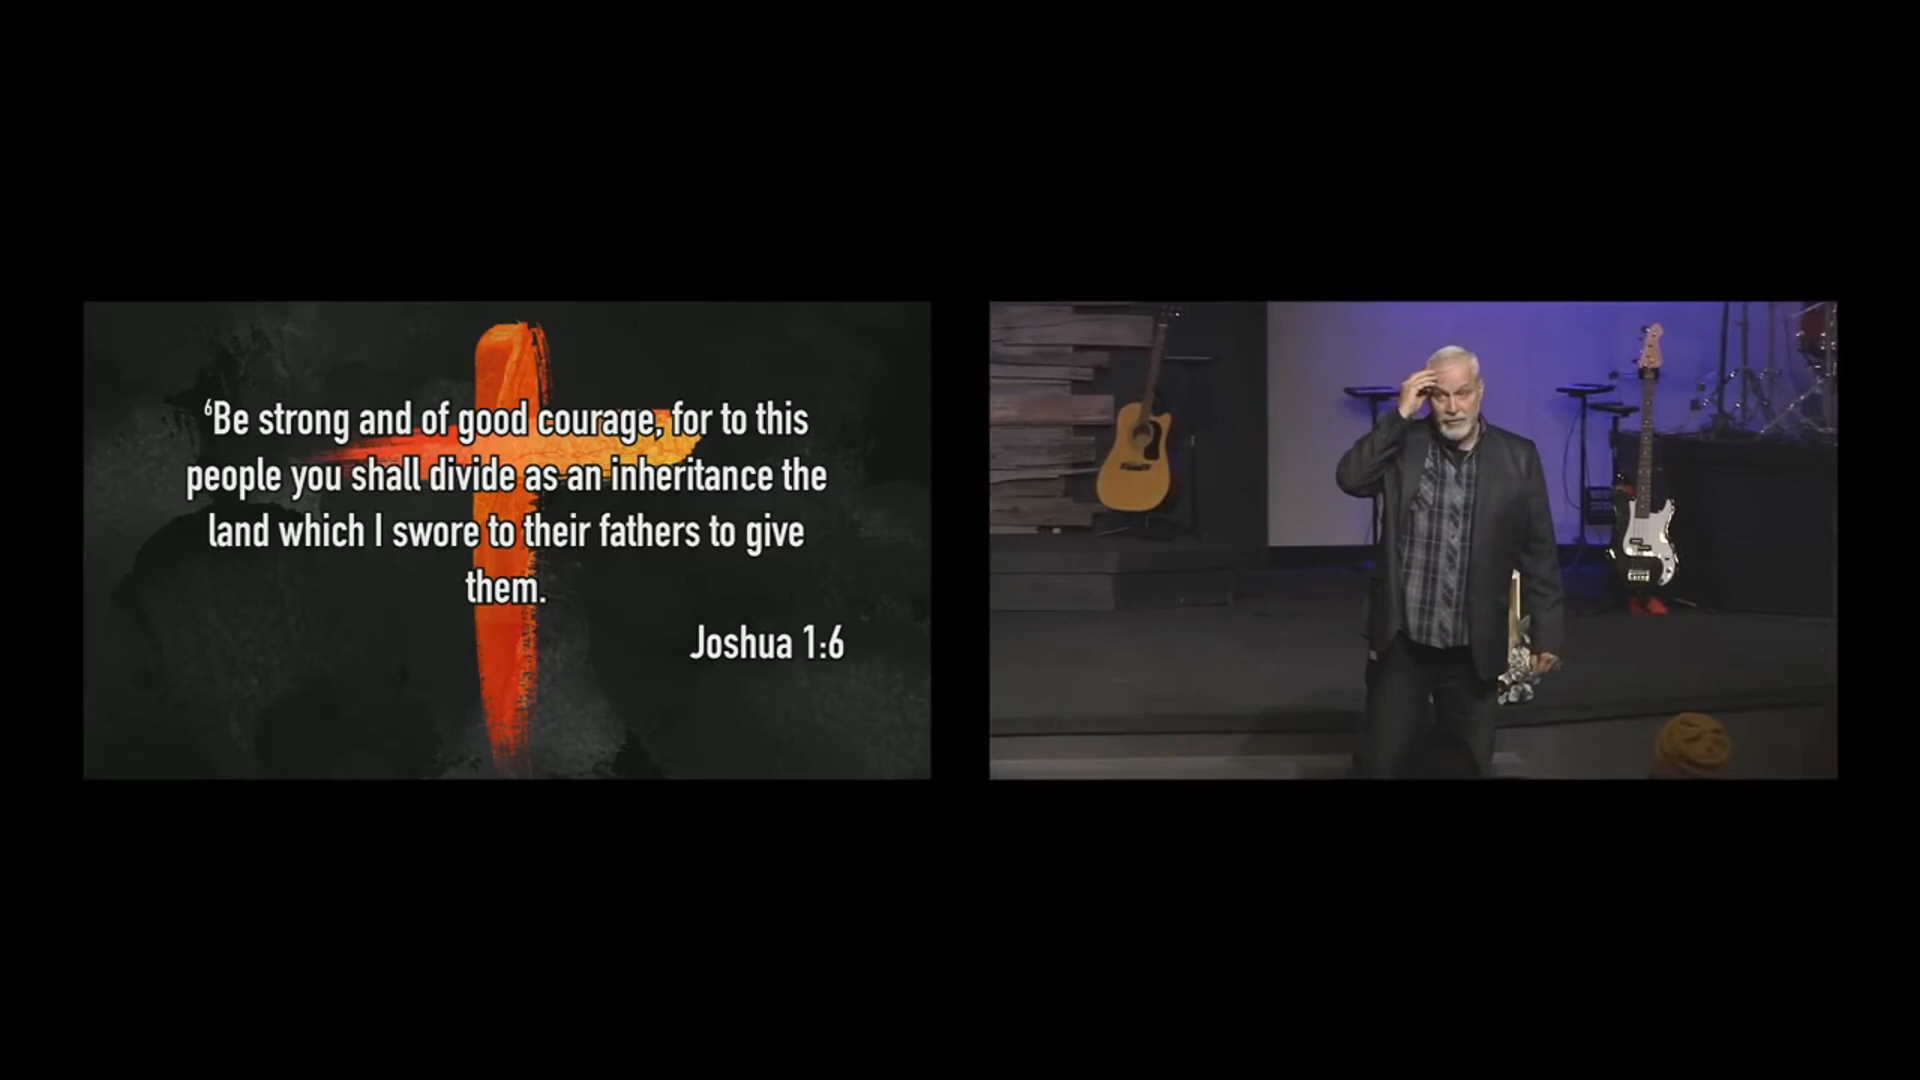 ⁶Be strong and of good courage, for to this
people you shall divide as an inheritance the
land which I swore to their fathers to give
them.
Joshua 1:6